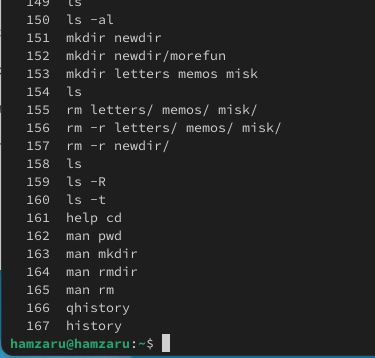 149  ls
150  ls -al
151  mkdir newdir
152  mkdir newdir/morefun
153  mkdir letters memos misk
154  ls
155  rm letters/ memos/ misk/
156  rm -r letters/ memos/ misk/
157  rm -r newdir/
158  ls
159  ls -R
160  ls -t
161  help cd
162  man pwd
163  man mkdir
164  man rmdir
165  man rm
166  qhistory
167  history
hamzaru@hamzaru:~$